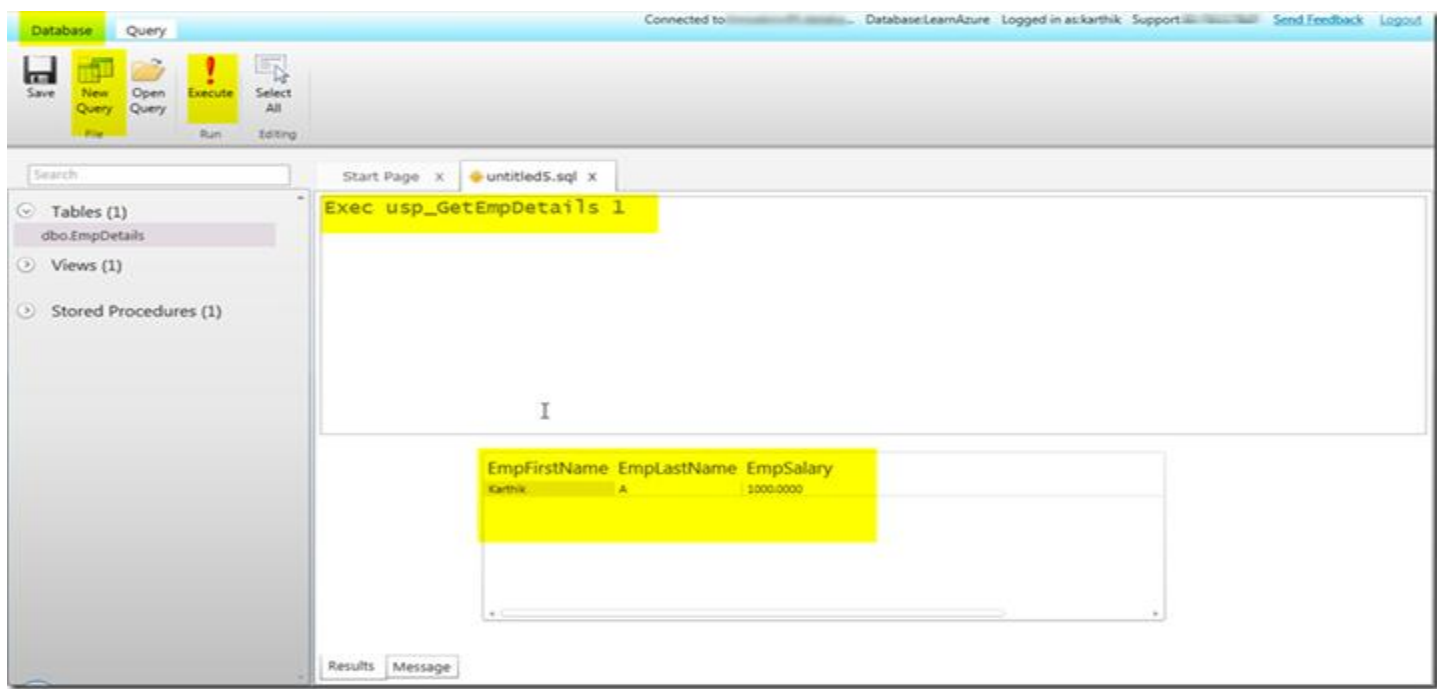 Connected to Database:LearnAzure Logged in as:karthik Support Send Feedback Logout
Database Query
Save New Query Open Query Execute Select All
File Run Editing
Search
Start Page x untitled5.sql x
Tables (1)
dbo.EmpDetails
Views (1)
Stored Procedures (1)
Exec usp_GetEmpDetails 1
EmpFirstName EmpLastName EmpSalary
Karthik A 1000.0000
Results Message